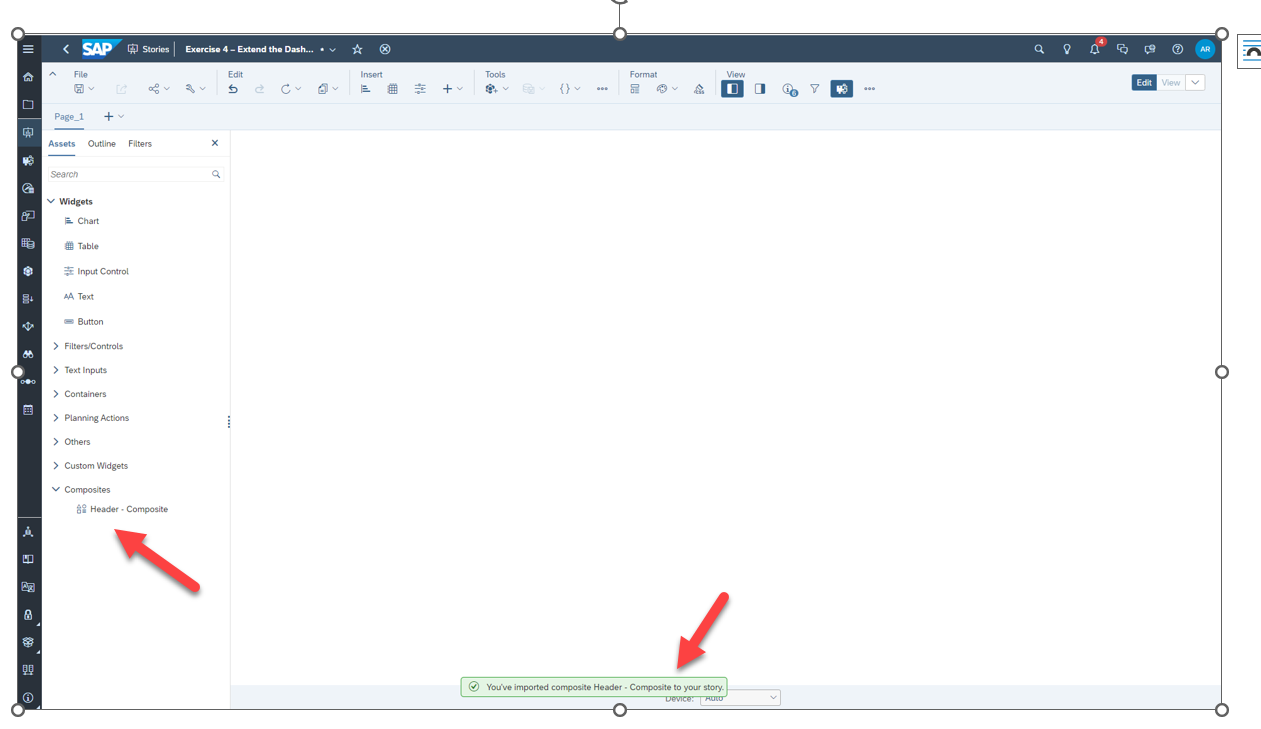 SAP Stories Exercise 4 – Extend the Dash... • 4 AR
File Edit Insert Tools Format View
6 Edit View
Page_1
Assets Outline Filters
Search
Widgets
Chart
Table
Input Control
AA Text
Button
Filters/Controls
Text Inputs
Containers
Planning Actions
Others
Custom Widgets
Composites
Header - Composite
You've imported composite Header - Composite to your story.
Device: Auto